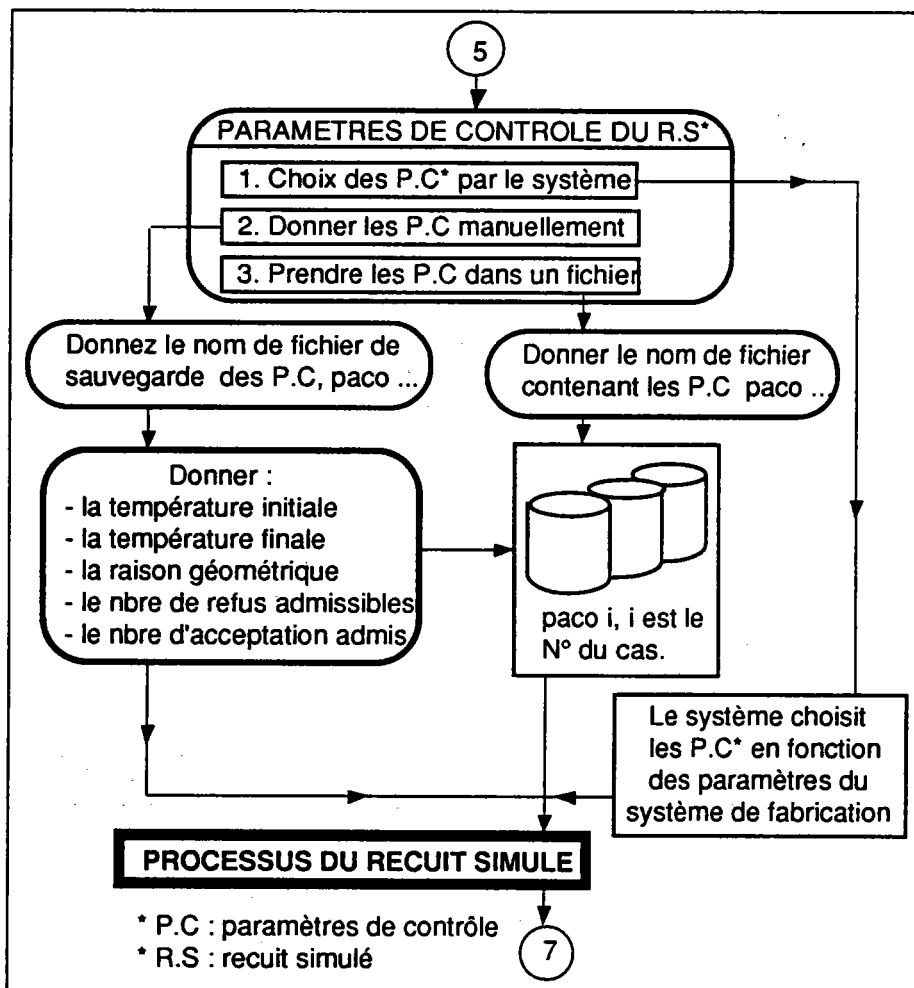 5
PARAMETRES DE CONTROLE DU R.S*
1. Choix des P.C* par le système
2. Donner les P.C manuellement
3. Prendre les P.C dans un fichier
Donnez le nom de fichier de
sauvegarde des P.C, paco ...
Donner le nom de fichier
contenant les P.C paco ...
Donner :
- la température initiale
- la température finale
- la raison géométrique
- le nbre de refus admissibles
- le nbre d'acceptation admis
paco i, i est le
N° du cas.
Le système choisit
les P.C* en fonction
des paramètres du
système de fabrication
PROCESSUS DU RECUIT SIMULE
* P.C : paramètres de contrôle
* R.S : recuit simulé
7